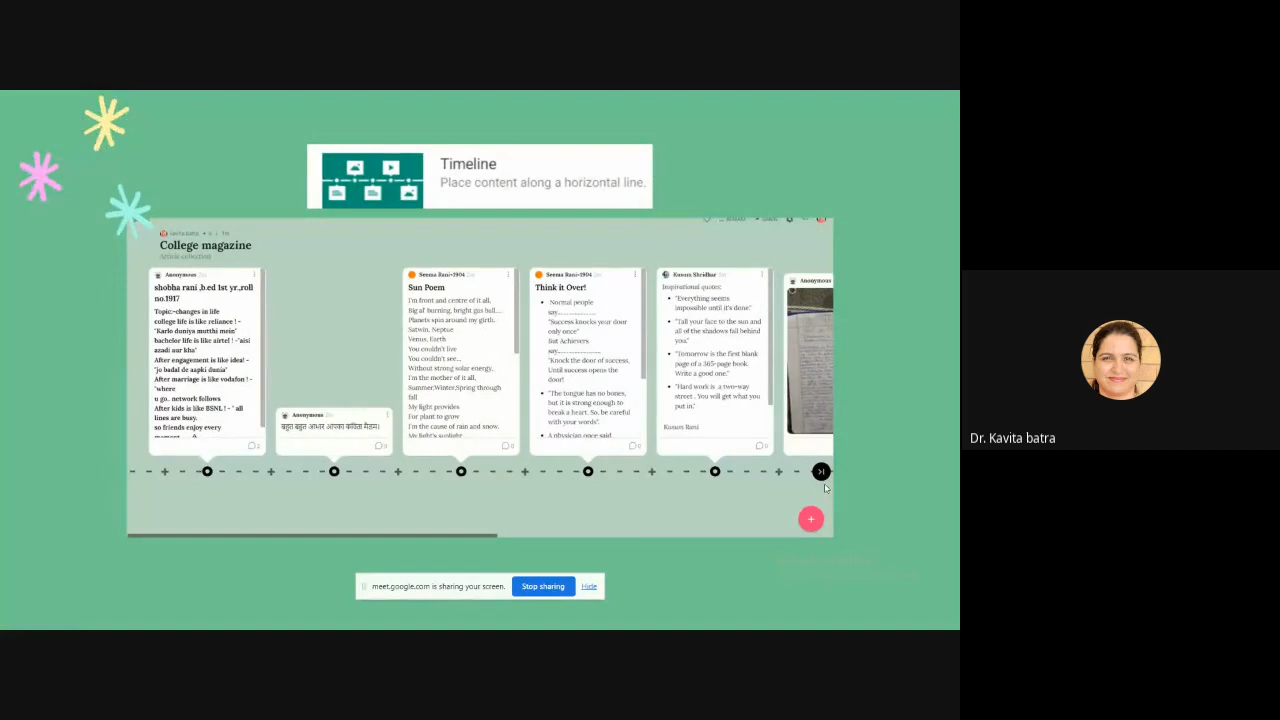 Timeline
Place content along a horizontal line.
College magazine
Article collection
Anonymous
shobba rani ,b.ed 1st yr.,roll
no.1917
Topic:-changes in life
college life is like reliance ! -
"Karlo duniya mutthi mein"
bachelor life is like airtel ! -"aisi
azadi aur kha"
After engagement is like idea! -
"jo badal de aapki dunia"
After marriage is like vodafon ! -
"where
u go.. network follows
After kids is like BSNL ! - " all
lines are busy.
so friends enjoy every
Anonymous
बहुत बहुत आभार आपका कविता मैडम।
Seema Rani-1904
Sun Poem
I'm front and centre of it all,
Big ol' burning, bright gas ball....
Planets spin around my girth.
Satwin, Neptue
Venus, Earth
You couldn't live
You couldn't see...
Without strong solar energy,
I'm the mother of it all,
Summer,Winter,Spring through
fall
My light provides
For plant to grow
I'm the cause of rain and snow.
My light's sunlight
Seema Rani-1904
Think it Over!
Normal people
say
"Success knocks your door
only once"
But Achievers
say
"Knock the door of success,
Until success opens the
door!
"The tongue has no bones,
but it is strong enough to
break a heart. So, be careful
with your words".
A physician once said
Kusum Shridhar
Inspirational quotes:
"Everything seems
impossible until it's done."
"Tall your face to the sun and
all of the shadows fall behind
you."
"Tomorrow is the first blank
page of a 365-page book.
Write a good one."
"Hard work is a two-way
street . You will get what you
put in."
Kusum Rani
Anonymous
meet.google.com is sharing your screen.
Stop sharing
Hide
Dr. Kavita batra